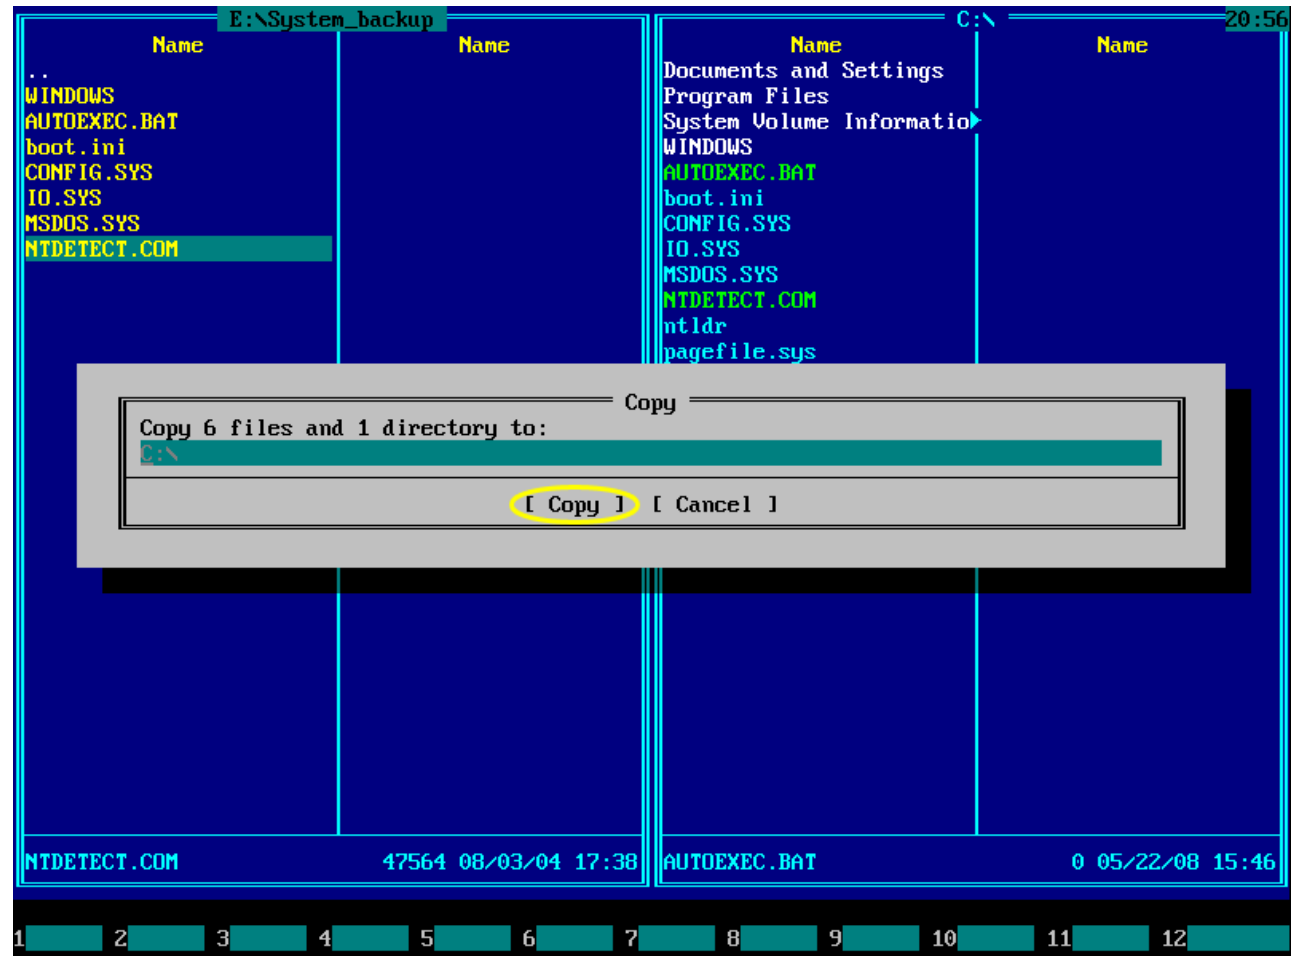 E:\System_backup
Name Name
..
WINDOWS
AUTOEXEC.BAT
boot.ini
CONFIG.SYS
IO.SYS
MSDOS.SYS
NTDETECT.COM
C:\ 20:56
Name Name
Documents and Settings
Program Files
System Volume Informatio
WINDOWS
AUTOEXEC.BAT
boot.ini
CONFIG.SYS
IO.SYS
MSDOS.SYS
NTDETECT.COM
ntldr
pagefile.sys
Copy
Copy 6 files and 1 directory to:
C:\
[ Copy ] [ Cancel ]
NTDETECT.COM 47564 08/03/04 17:38
AUTOEXEC.BAT 0 05/22/08 15:46
1 2 3 4 5 6 7 8 9 10 11 12